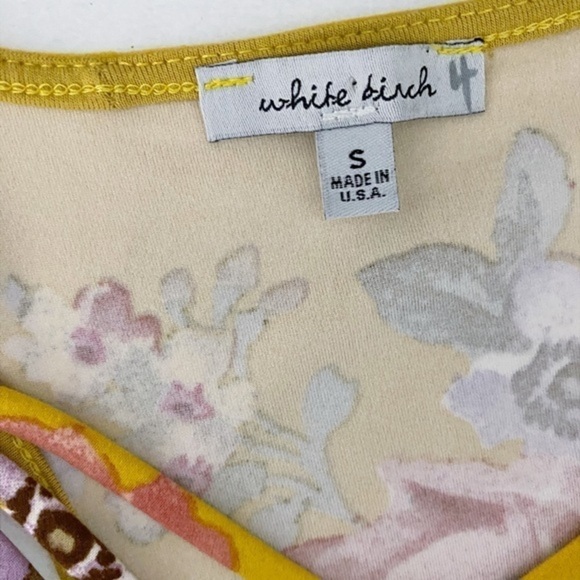 white birch 4
S
MADE IN
U.S.A.